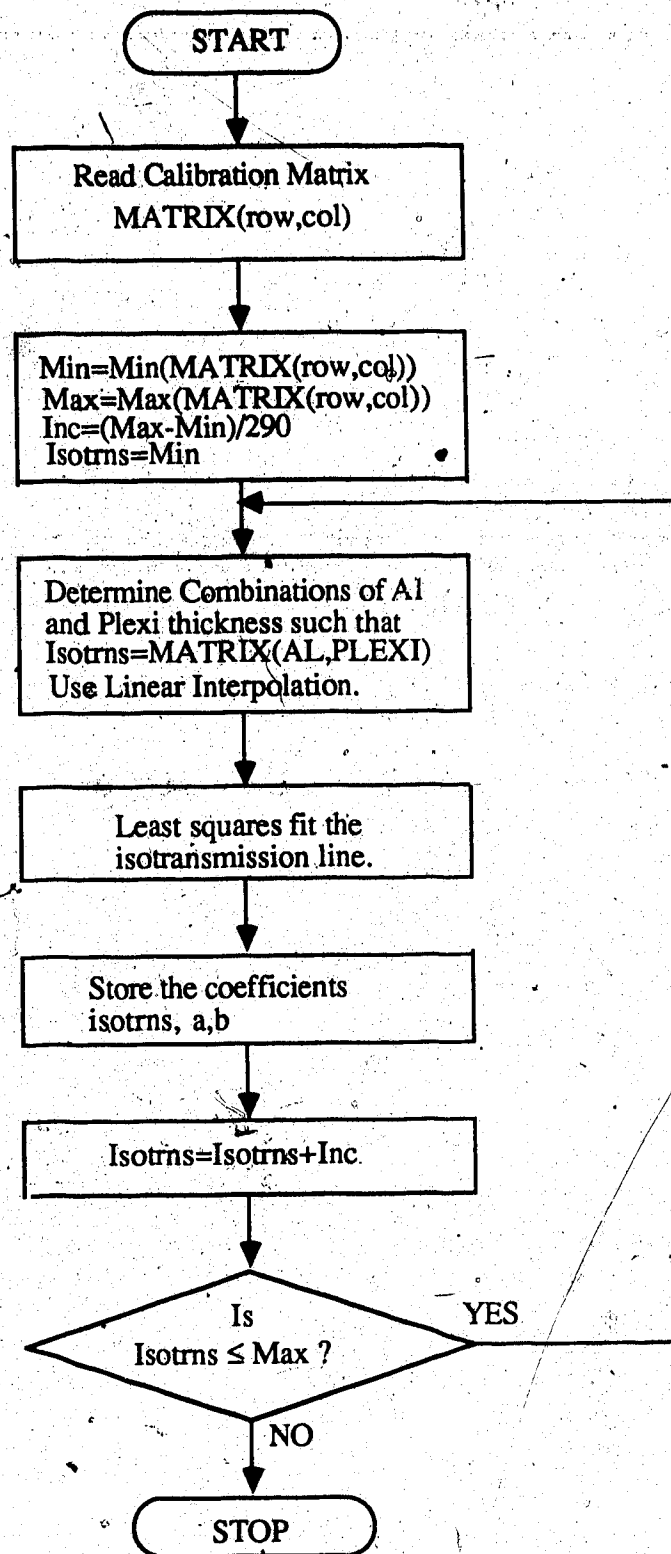 START
Read Calibration Matrix
MATRIX(row,col)
Min=Min(MATRIX(row,col))
Max=Max(MATRIX(row,col))
Inc=(Max-Min)/290
Isotrns=Min
Determine Combinations of Al
and Plexi thickness such that
Isotrns=MATRIX(AL,PLEXI)
Use Linear Interpolation.
Least squares fit the
isotransmission line.
Store the coefficients
isotrns, a,b
Isotrns=Isotrns+Inc
Is
Isotrns ≤ Max ?
YES
NO
STOP